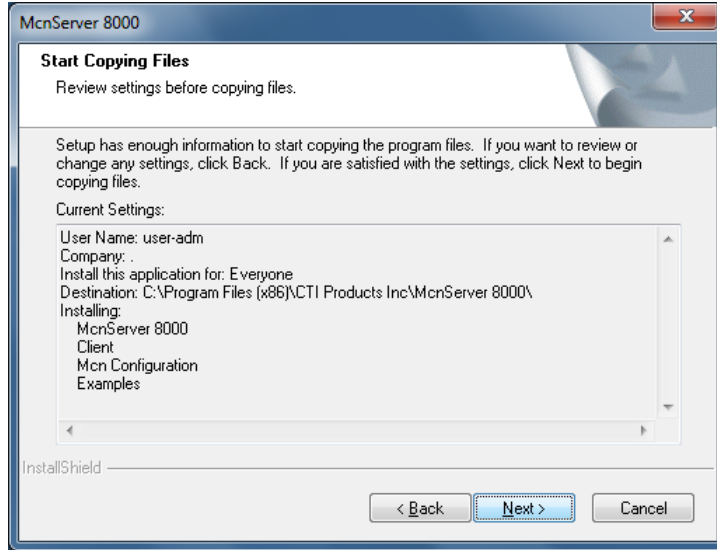 McnServer 8000
Start Copying Files
Review settings before copying files.
Setup has enough information to start copying the program files. If you want to review or
change any settings, click Back. If you are satisfied with the settings, click Next to begin
copying files.
Current Settings:
User Name: user-adm
Company: .
Install this application for: Everyone
Destination: C:\Program Files (x86)\CTI Products Inc\McnServer 8000\
Installing:
McnServer 8000
Client
Mcn Configuration
Examples
InstallShield
< Back
Next >
Cancel